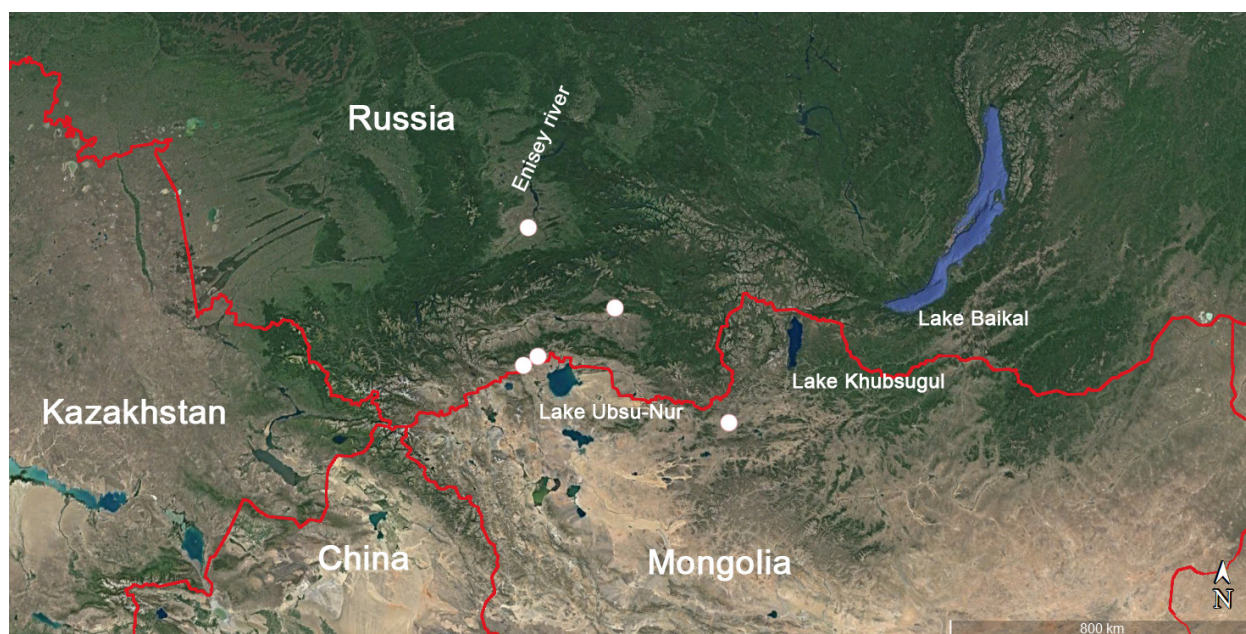 Russia
Enisey river
Lake Baikal
Lake Khubsugul
Kazakhstan
Lake Ubsu-Nur
China
Mongolia
N
800 km